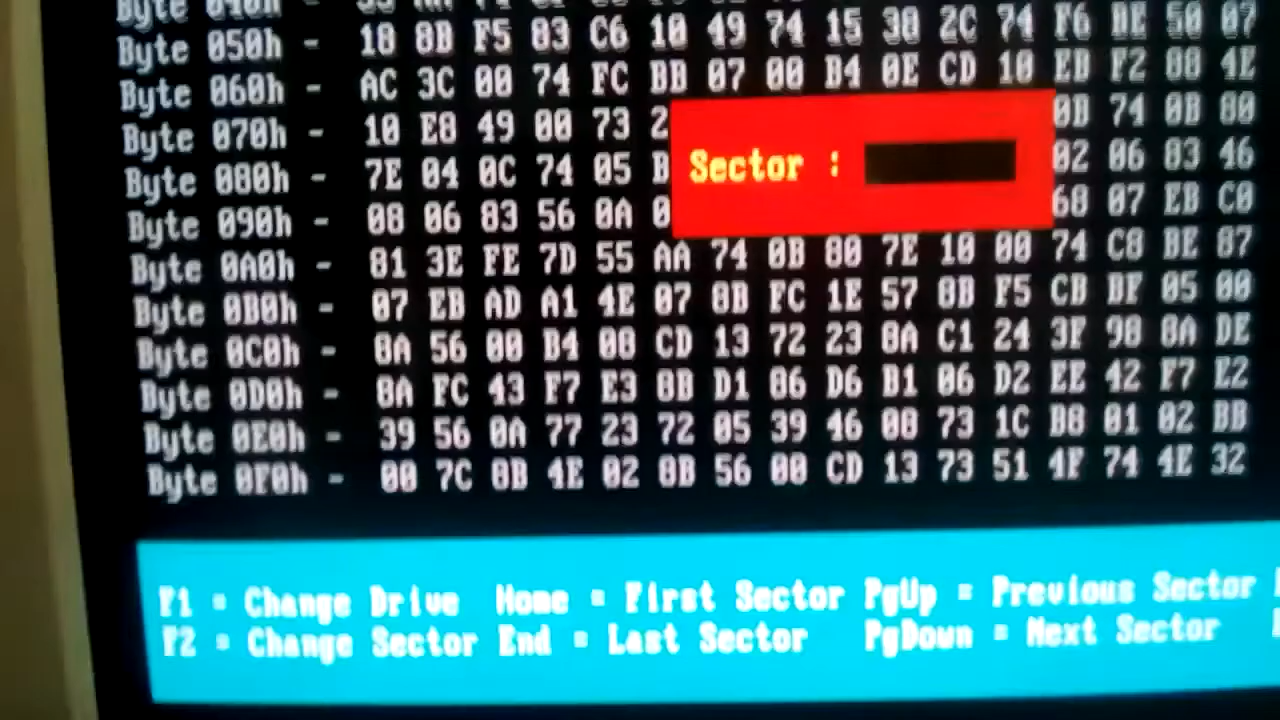 Byte 040h -
Byte 050h - 18 8B F5 83 C6 10 49 74 15 38 2C 74 F6 BE 50 07
Byte 060h - AC 3C 00 74 FC BB 07 00 B4 0E CD 10 EB F2 88 4E
Byte 070h - 10 E8 49 00 73 2 0B 74 0B 80
Byte 080h - 7E 04 0C 74 05 B 02 06 83 46
Sector :
Byte 090h - 08 06 83 56 0A 0 68 07 EB C0
Byte 0A0h - 81 3E FE 7D 55 AA 74 0B 80 7E 10 00 74 C8 BE 87
Byte 0B0h - 07 EB AD A1 4E 07 8B FC 1E 57 8B F5 CB BF 05 00
Byte 0C0h - 8A 56 00 B4 08 CD 13 72 23 8A C1 24 3F 98 8A DE
Byte 0D0h - 8A FC 43 F7 E3 8B D1 86 D6 B1 06 D2 EE 42 F7 E2
Byte 0E0h - 39 56 0A 77 23 72 05 39 46 08 73 1C B8 01 02 BB
Byte 0F0h - 00 7C 8B 4E 02 8B 56 00 CD 13 73 51 4F 74 4E 32
F1 = Change Drive Home = First Sector PgUp = Previous Sector
F2 = Change Sector End = Last Sector PgDown = Next Sector